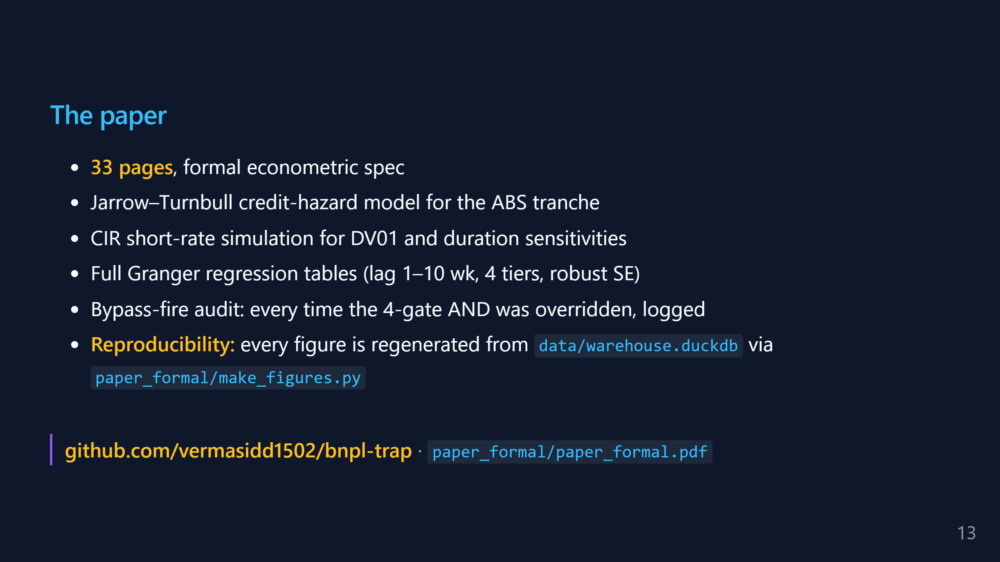 The paper
• 33 pages, formal econometric spec
• Jarrow–Turnbull credit-hazard model for the ABS tranche
• CIR short-rate simulation for DV01 and duration sensitivities
• Full Granger regression tables (lag 1–10 wk, 4 tiers, robust SE)
• Bypass-fire audit: every time the 4-gate AND was overridden, logged
• Reproducibility: every figure is regenerated from data/warehouse.duckdb via
paper_formal/make_figures.py
github.com/vermasidd1502/bnpl-trap · paper_formal/paper_formal.pdf
13